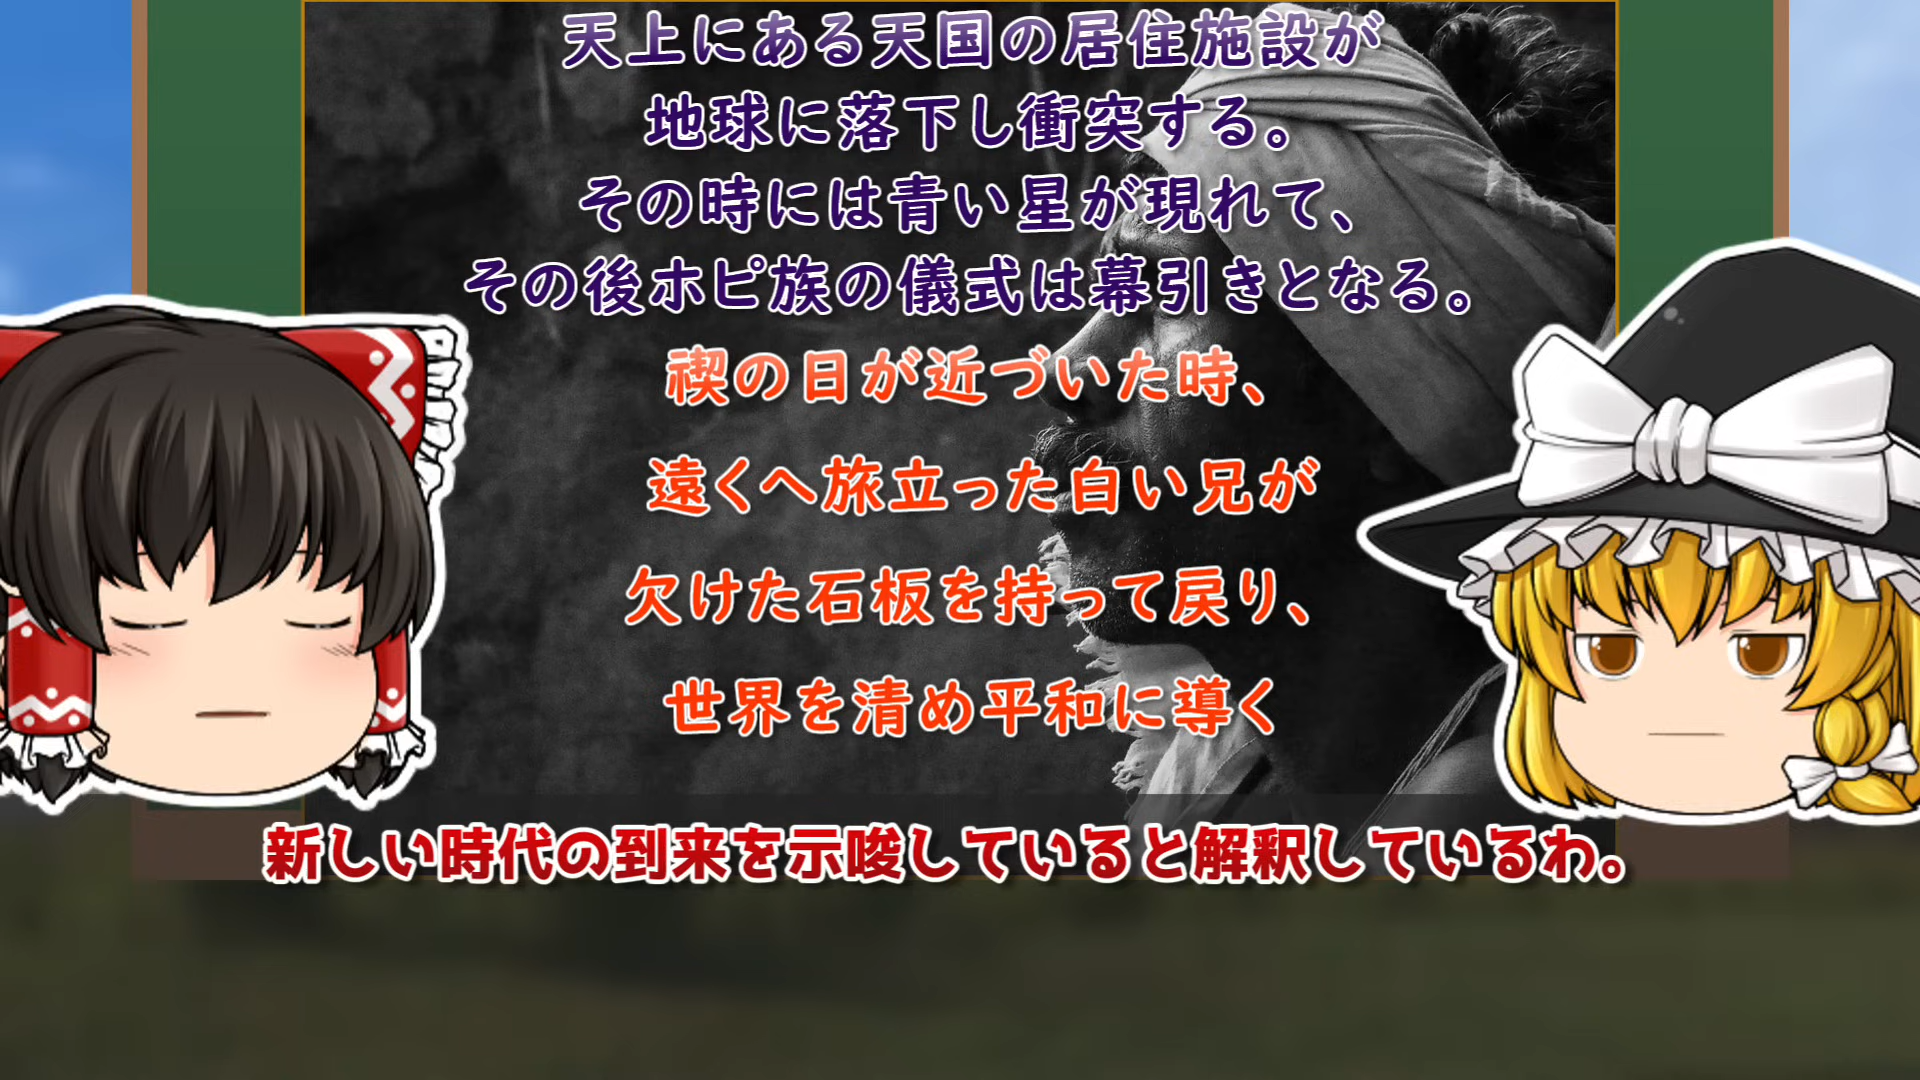 天上にある天国の居住施設が
地球に落下し衝突する。
その時には青い星が現れて、
その後ホピ族の儀式は幕引きとなる。
禊の日が近づいた時、
遠くへ旅立った白い兄が
欠けた石板を持って戻り、
世界を清め平和に導く
新しい時代の到来を示唆していると解釈しているわ。